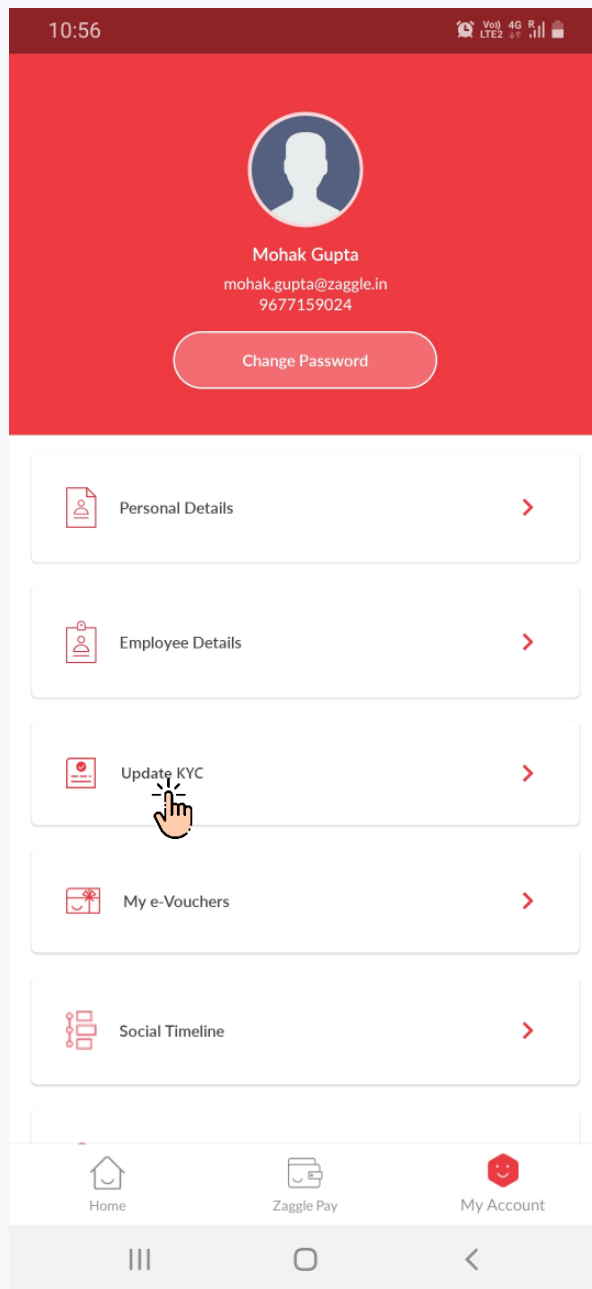 10:56
Vo)) 4G R
LTE2
Mohak Gupta
mohak.gupta@zaggle.in
9677159024
Change Password
Personal Details
Employee Details
Update KYC
My e-Vouchers
Social Timeline
Home
Zaggle Pay
My Account